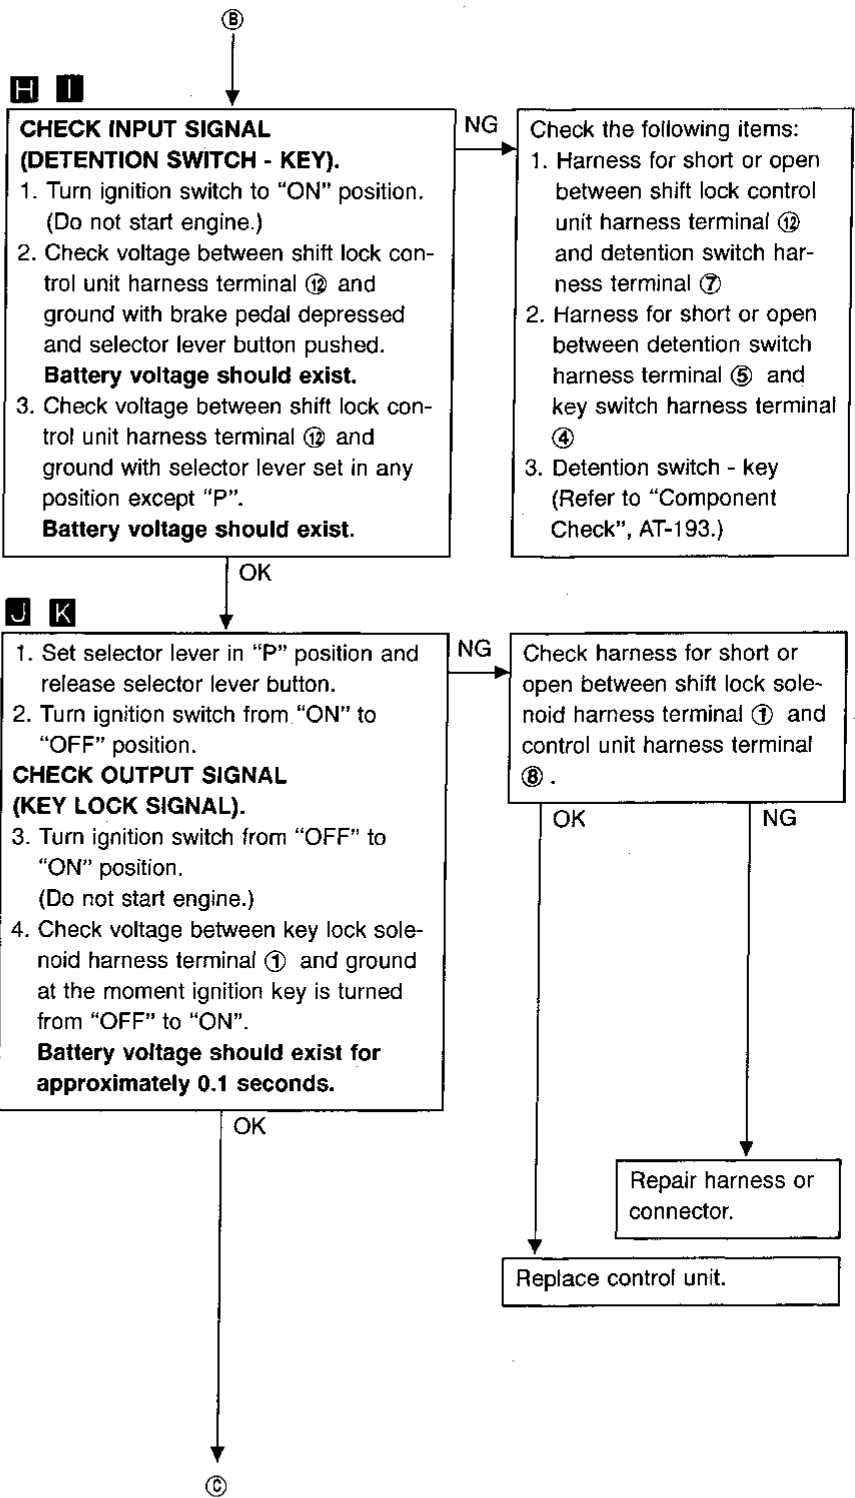 Ⓑ
H I
CHECK INPUT SIGNAL
(DETENTION SWITCH - KEY).
1. Turn ignition switch to “ON” position.
(Do not start engine.)
2. Check voltage between shift lock con-
trol unit harness terminal ⑫ and
ground with brake pedal depressed
and selector lever button pushed.
Battery voltage should exist.
3. Check voltage between shift lock con-
trol unit harness terminal ⑫ and
ground with selector lever set in any
position except “P”.
Battery voltage should exist.
NG
Check the following items:
1. Harness for short or open
between shift lock control
unit harness terminal ⑫
and detention switch har-
ness terminal ⑦
2. Harness for short or open
between detention switch
harness terminal ⑤ and
key switch harness terminal
④
3. Detention switch - key
(Refer to “Component
Check”, AT-193.)
OK
J K
1. Set selector lever in “P” position and
release selector lever button.
2. Turn ignition switch from “ON” to
“OFF” position.
CHECK OUTPUT SIGNAL
(KEY LOCK SIGNAL).
3. Turn ignition switch from “OFF” to
“ON” position.
(Do not start engine.)
4. Check voltage between key lock sole-
noid harness terminal ① and ground
at the moment ignition key is turned
from “OFF” to “ON”.
Battery voltage should exist for
approximately 0.1 seconds.
NG
Check harness for short or
open between shift lock sole-
noid harness terminal ① and
control unit harness terminal
⑧ .
OK
NG
OK
Repair harness or
connector.
Replace control unit.
Ⓒ